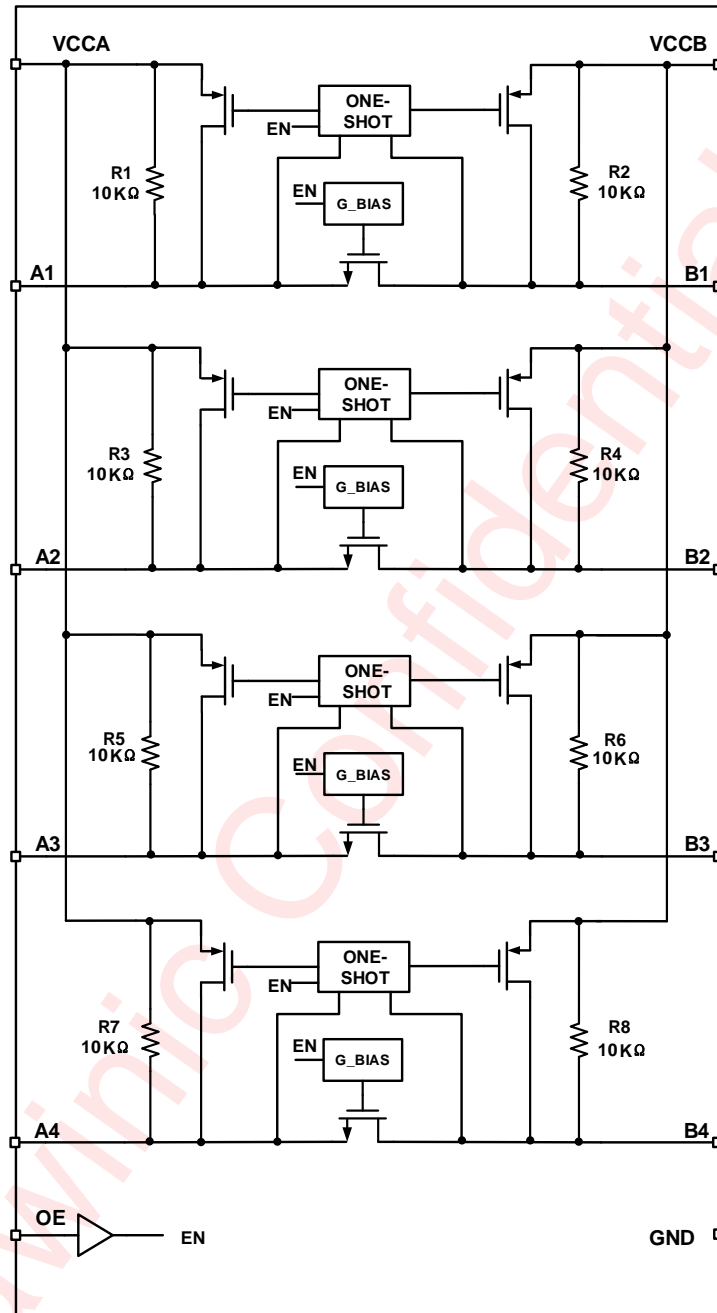 VCCA
VCCB
ONE-
SHOT
EN
R1
10KΩ
R2
10KΩ
EN
G_BIAS
A1
B1
ONE-
SHOT
EN
R3
10KΩ
R4
10KΩ
EN
G_BIAS
A2
B2
ONE-
SHOT
EN
R5
10KΩ
R6
10KΩ
EN
G_BIAS
A3
B3
ONE-
SHOT
EN
R7
10KΩ
R8
10KΩ
EN
G_BIAS
A4
B4
OE
EN
GND
awinic Confidential